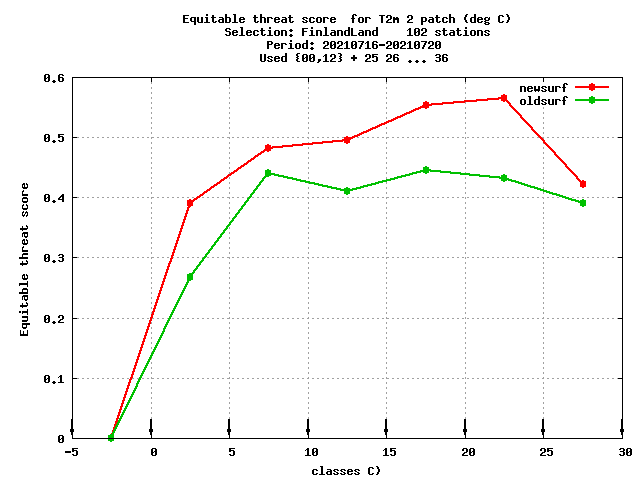 Equitable threat score  for T2m 2 patch (deg C)
Selection: FinlandLand    102 stations
Period: 20210716-20210720
Used {00,12} + 25 26 ... 36
newsurf
oldsurf
0.6
0.5
0.4
0.3
0.2
0.1
0
Equitable threat score
-5 0 5 10 15 20 25 30
classes C)